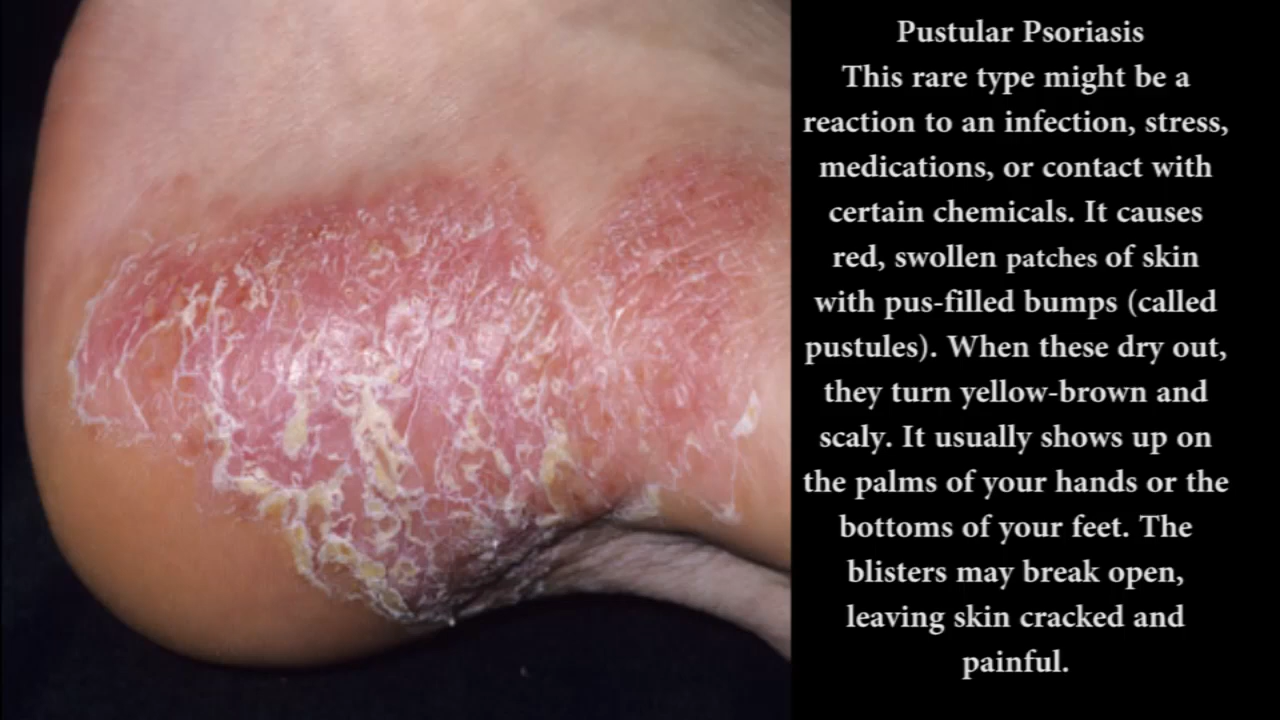 Pustular Psoriasis
This rare type might be a
reaction to an infection, stress,
medications, or contact with
certain chemicals. It causes
red, swollen patches of skin
with pus-filled bumps (called
pustules). When these dry out,
they turn yellow-brown and
scaly. It usually shows up on
the palms of your hands or the
bottoms of your feet. The
blisters may break open,
leaving skin cracked and
painful.